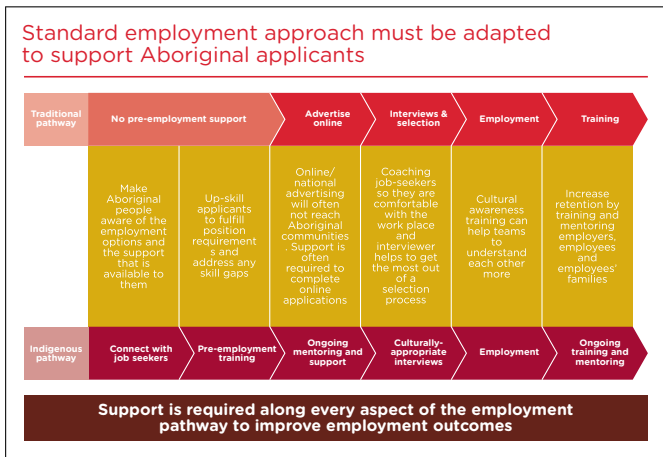 Standard employment approach must be adapted
to support Aboriginal applicants
Traditional
pathway
No pre-employment support
Advertise
online
Interviews &
selection
Employment
Training
Make
Aboriginal
people
aware of the
employment
options and
the support
that is
available to
them
Up-skill
applicants
to fulfill
position
requirement
s and
address any
skill gaps
Online/
national
advertising
will often
not reach
Aboriginal
communities
. Support is
often
required to
complete
online
applications
Coaching
job-seekers
so they are
comfortable
with the
work place
and
interviewer
helps to get
the most out
of a
selection
process
Cultural
awareness
training can
help teams
to
understand
each other
more
Increase
retention by
training and
mentoring
employers,
employees
and
employees'
families
Indigenous
pathway
Connect with
job seekers
Pre-employment
training
Ongoing
mentoring and
support
Culturally-
appropriate
interviews
Employment
Ongoing
training and
mentoring
Support is required along every aspect of the employment
pathway to improve employment outcomes